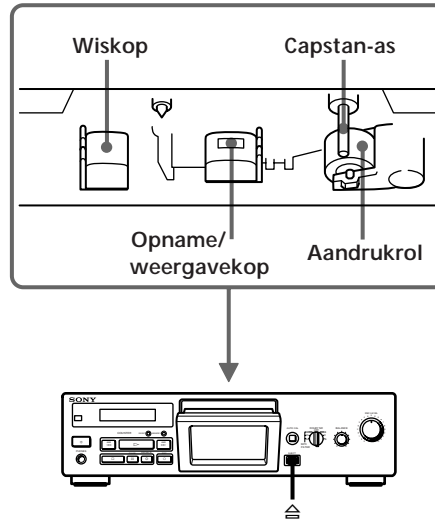 Wiskop
Capstan-as
Opname/
weergavekop
Aandrukrol
SONY